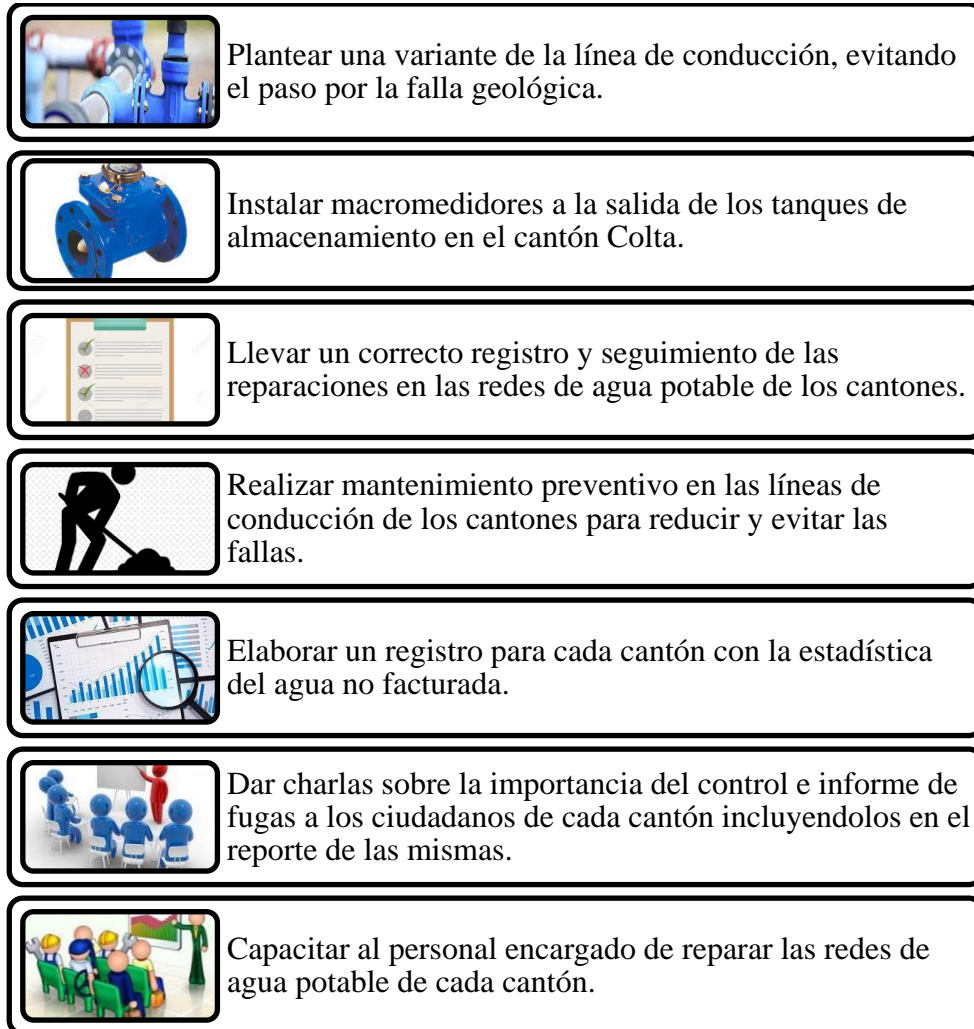 Plantear una variante de la línea de conducción, evitando
el paso por la falla geológica.
Instalar macromedidores a la salida de los tanques de
almacenamiento en el cantón Colta.
Llevar un correcto registro y seguimiento de las
reparaciones en las redes de agua potable de los cantones.
Realizar mantenimiento preventivo en las líneas de
conducción de los cantones para reducir y evitar las
fallas.
Elaborar un registro para cada cantón con la estadística
del agua no facturada.
Dar charlas sobre la importancia del control e informe de
fugas a los ciudadanos de cada cantón incluyendolos en el
reporte de las mismas.
Capacitar al personal encargado de reparar las redes de
agua potable de cada cantón.